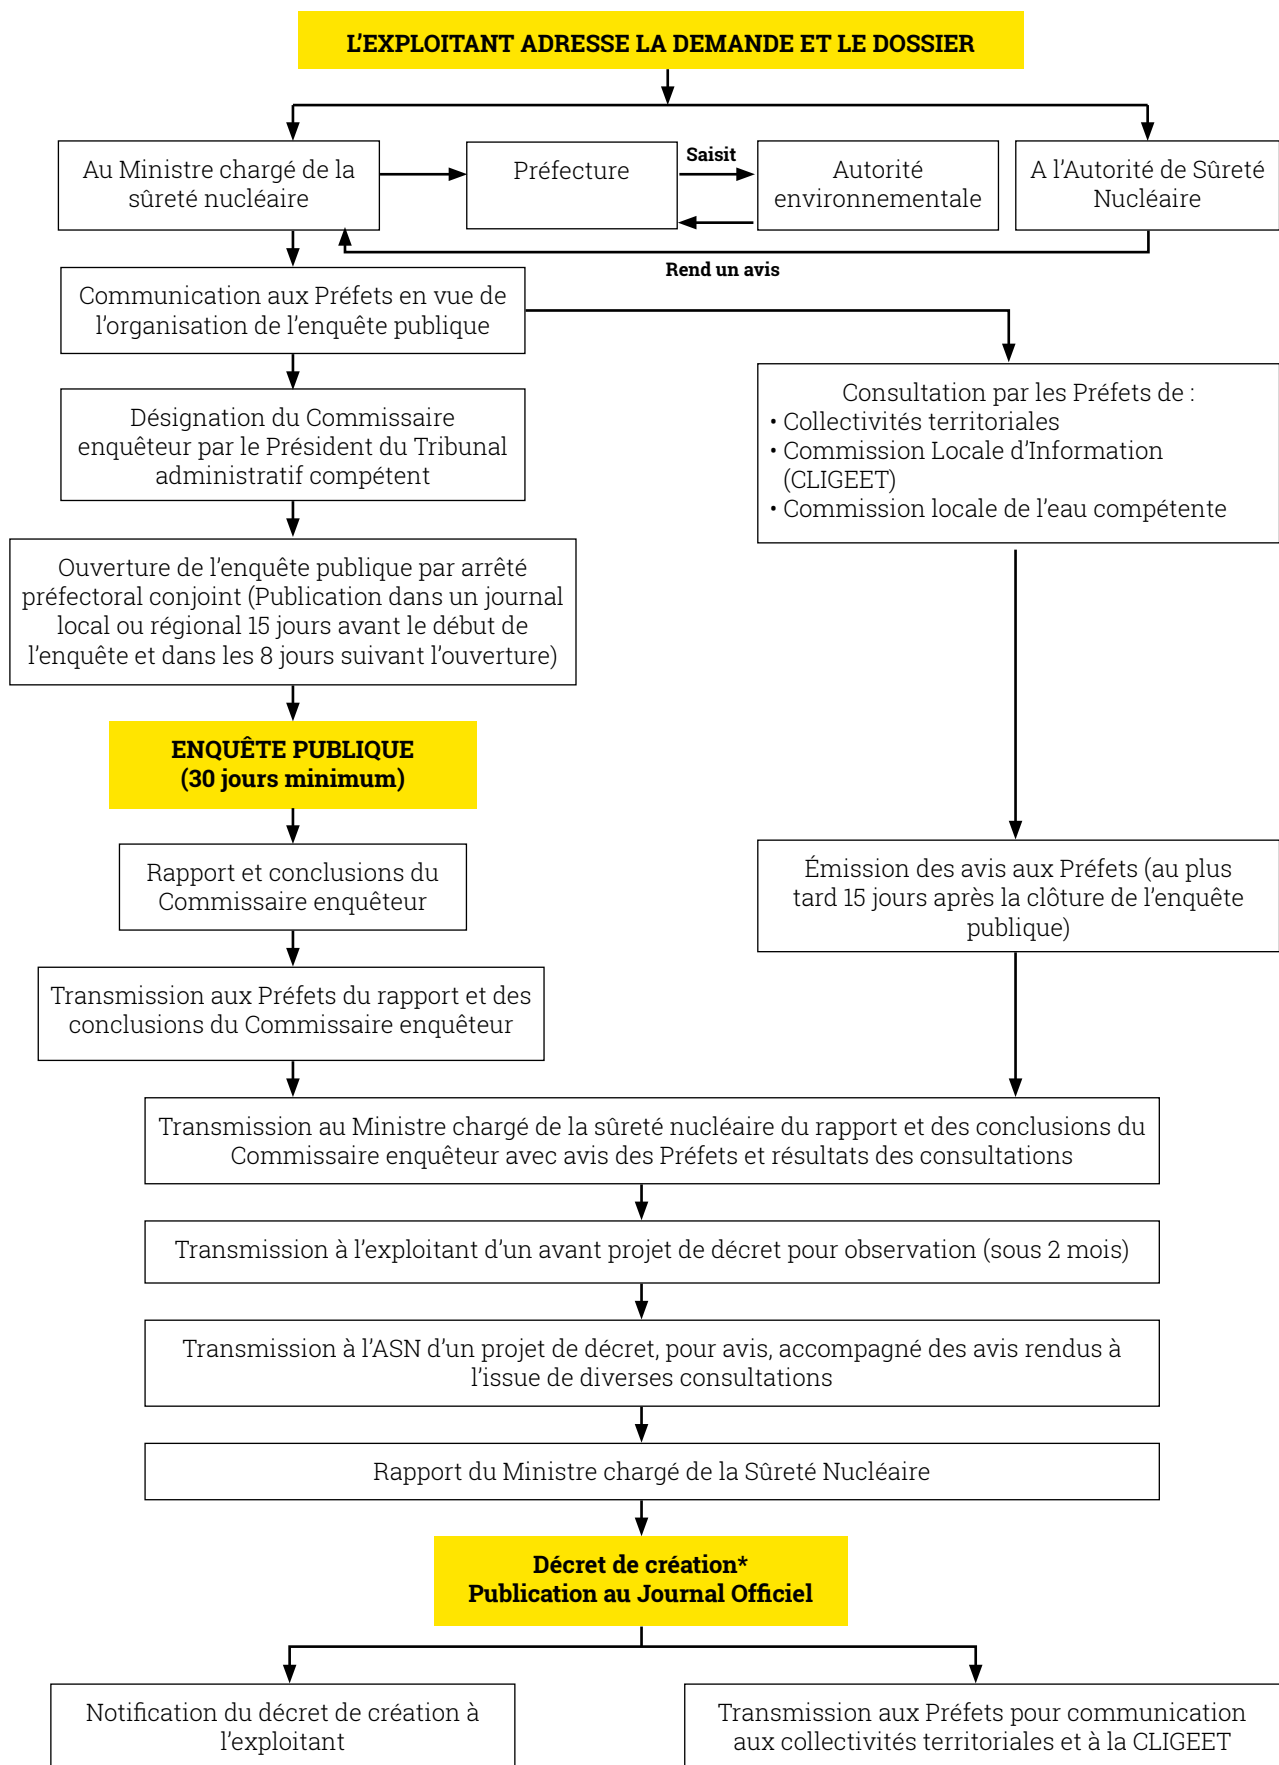 L'EXPLOITANT ADRESSE LA DEMANDE ET LE DOSSIER
Au Ministre chargé de la
sûreté nucléaire
Préfecture
Saisit
Autorité
environnementale
A l'Autorité de Sûreté
Nucléaire
Rend un avis
Communication aux Préfets en vue de
l'organisation de l'enquête publique
Désignation du Commissaire
enquêteur par le Président du Tribunal
administratif compétent
Consultation par les Préfets de :
• Collectivités territoriales
• Commission Locale d'Information
(CLIGEET)
• Commission locale de l'eau compétente
Ouverture de l'enquête publique par arrêté
préfectoral conjoint (Publication dans un journal
local ou régional 15 jours avant le début de
l'enquête et dans les 8 jours suivant l'ouverture)
ENQUÊTE PUBLIQUE
(30 jours minimum)
Rapport et conclusions du
Commissaire enquêteur
Émission des avis aux Préfets (au plus
tard 15 jours après la clôture de l'enquête
publique)
Transmission aux Préfets du rapport et des
conclusions du Commissaire enquêteur
Transmission au Ministre chargé de la sûreté nucléaire du rapport et des conclusions du
Commissaire enquêteur avec avis des Préfets et résultats des consultations
Transmission à l'exploitant d'un avant projet de décret pour observation (sous 2 mois)
Transmission à l'ASN d'un projet de décret, pour avis, accompagné des avis rendus à
l'issue de diverses consultations
Rapport du Ministre chargé de la Sûreté Nucléaire
Décret de création*
Publication au Journal Officiel
Notification du décret de création à
l'exploitant
Transmission aux Préfets pour communication
aux collectivités territoriales et à la CLIGEET